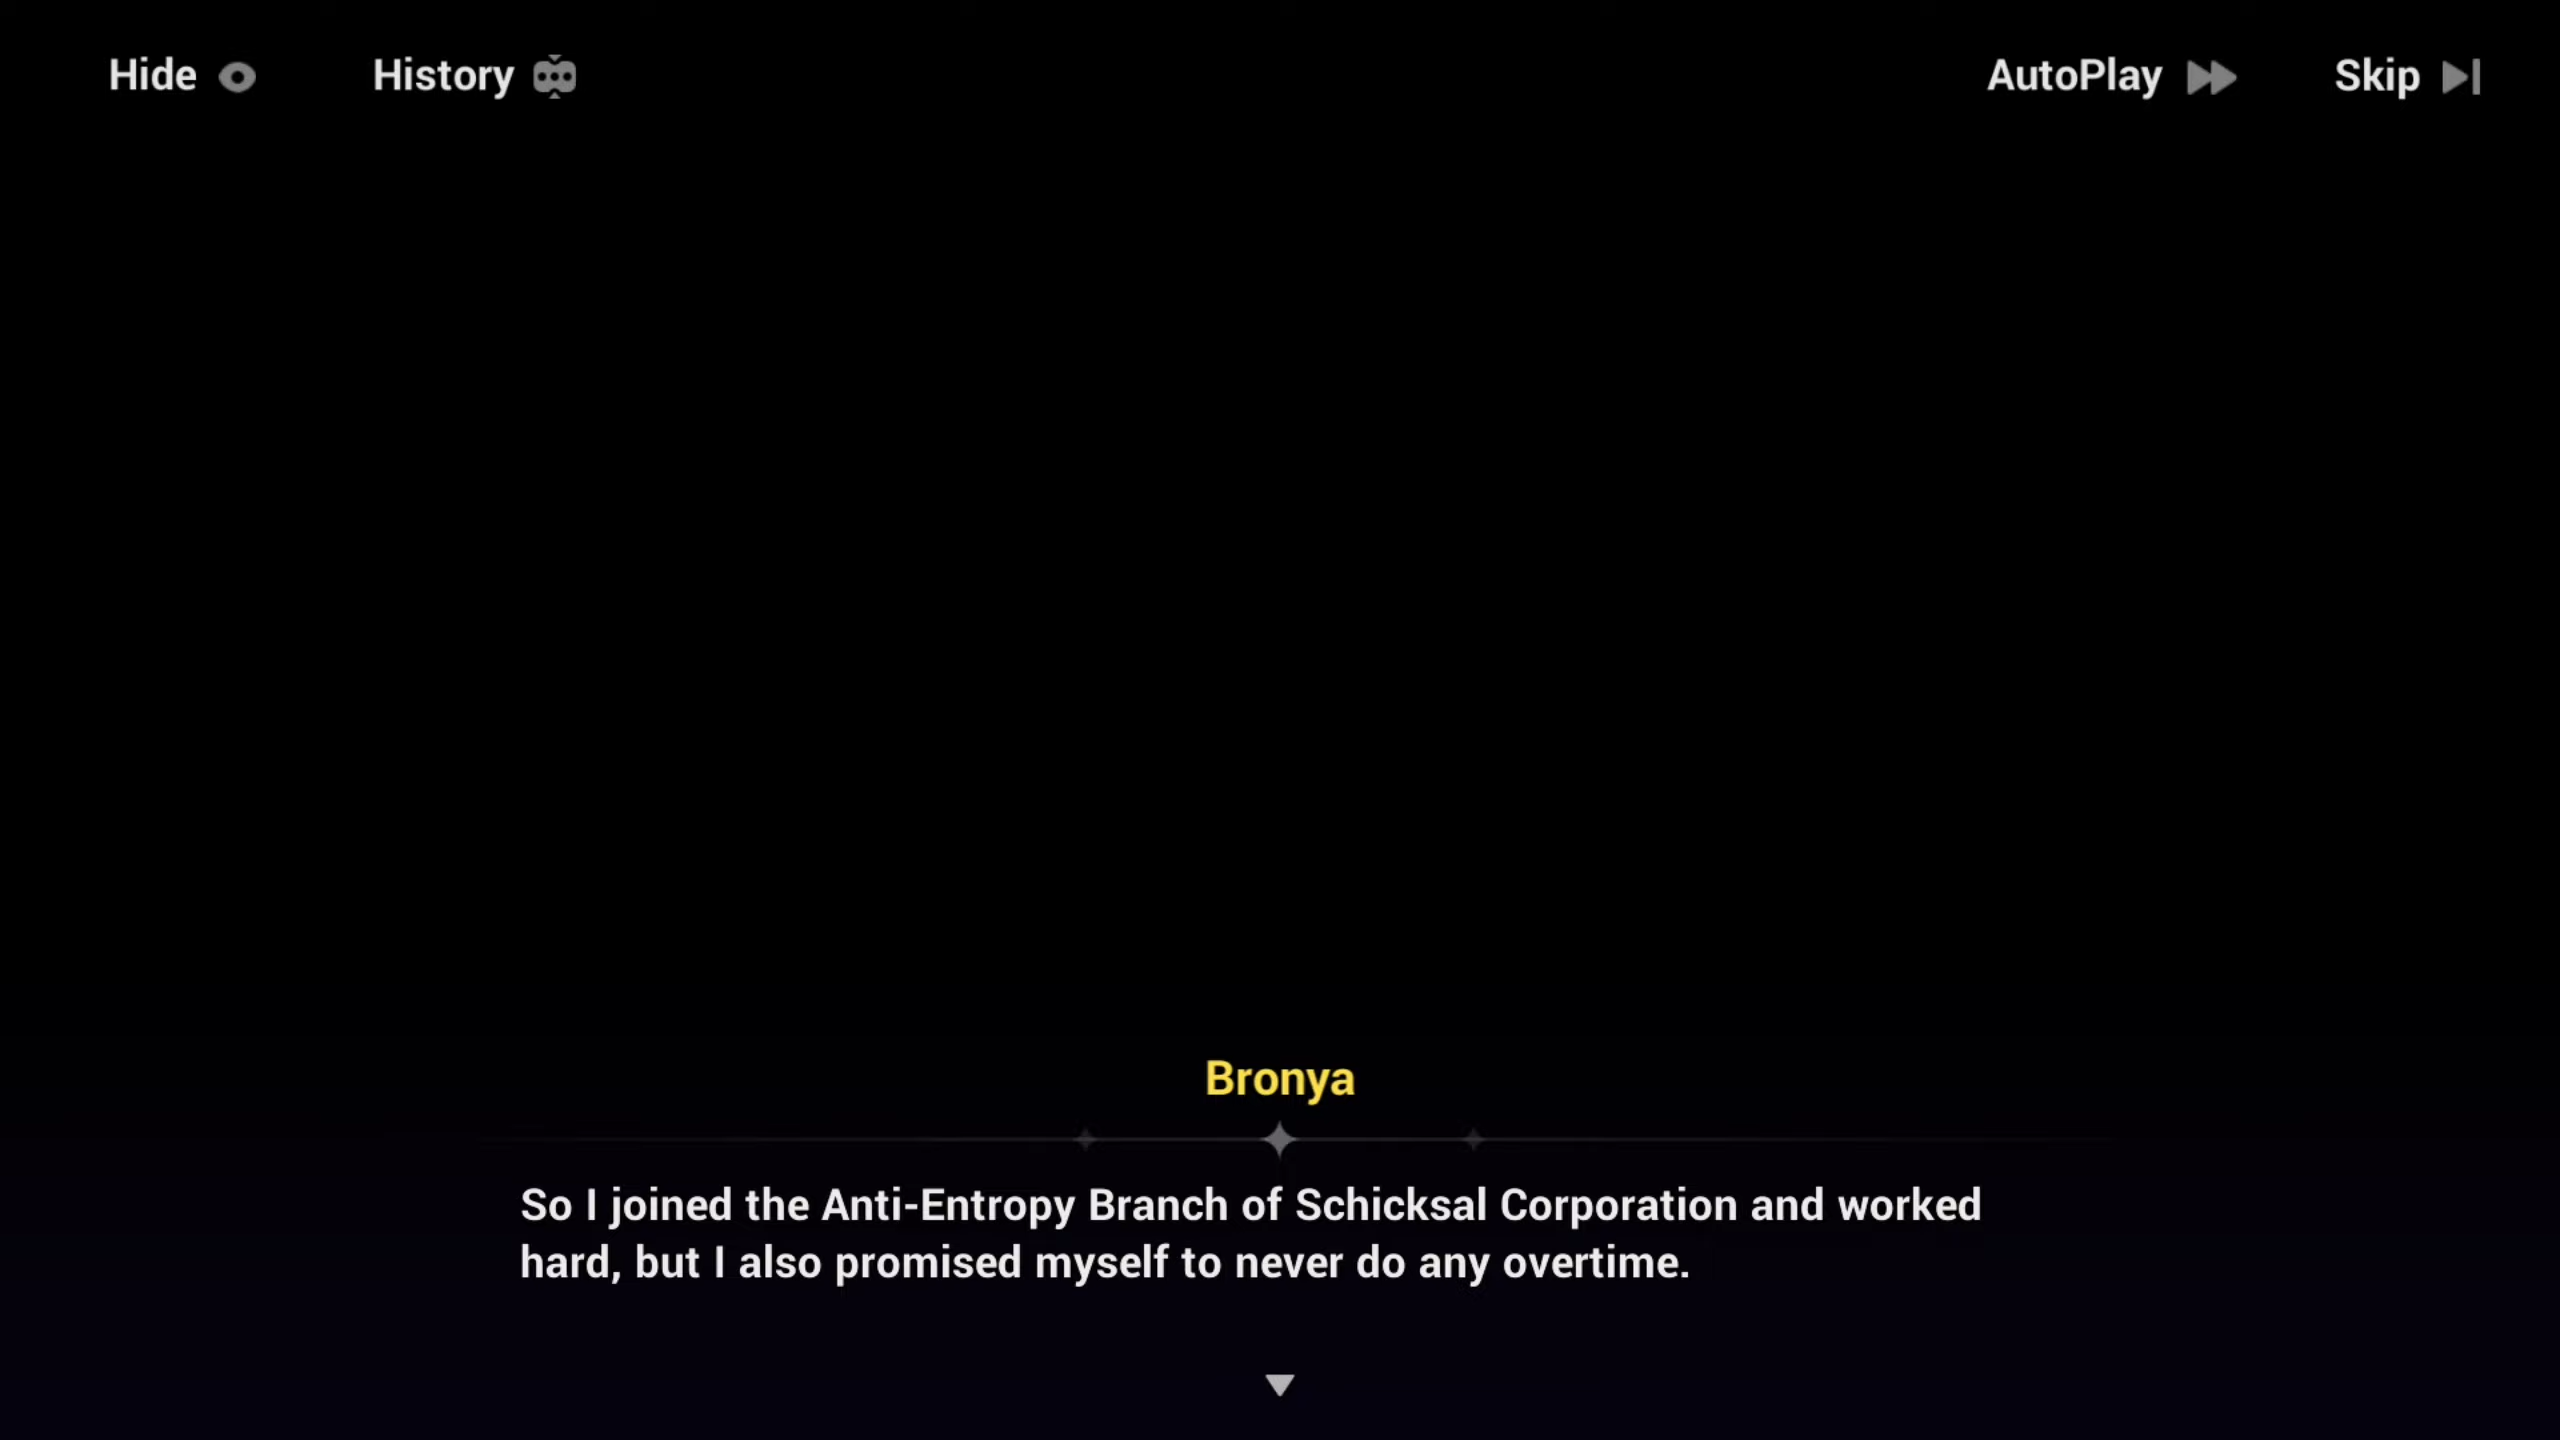 Hide
History
AutoPlay
Skip
Bronya
So I joined the Anti-Entropy Branch of Schicksal Corporation and worked
hard, but I also promised myself to never do any overtime.